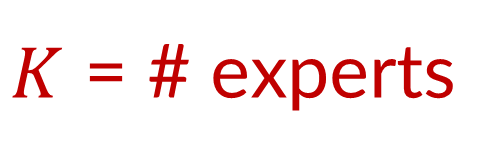 K = # experts